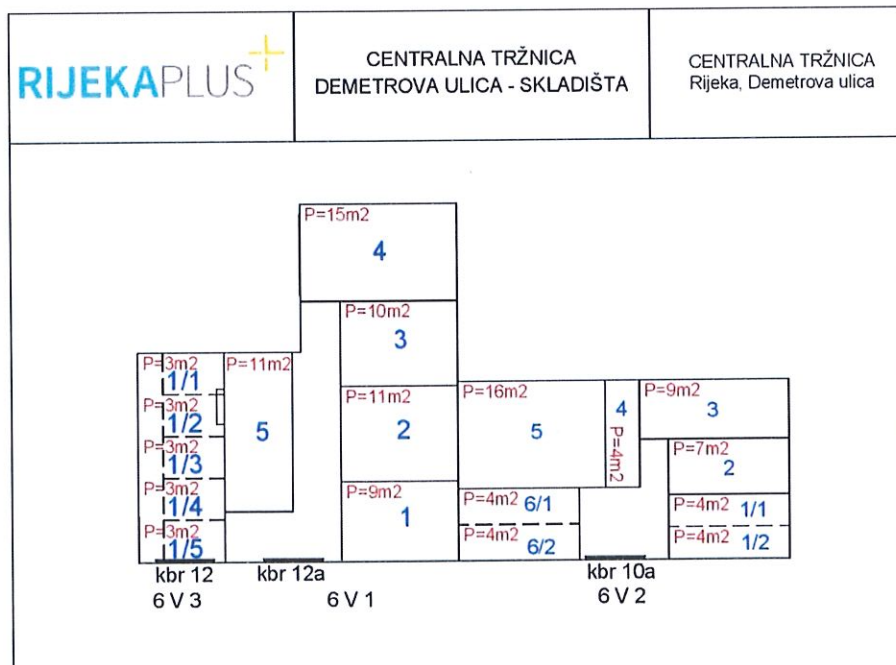 RIJEKAPLUS
CENTRALNA TRŽNICA
DEMETROVA ULICA - SKLADIŠTA
CENTRALNA TRŽNICA
Rijeka, Demetrova ulica
P=15m2
4
P=10m2
3
P=3m2
1/1
P=3m2
1/2
P=3m2
1/3
P=3m2
1/4
P=3m2
1/5
P=11m2
5
P=11m2
2
P=9m2
1
P=16m2
5
4
P=4m2
P=9m2
3
P=7m2
2
P=4m2 6/1
P=4m2 6/2
P=4m2 1/1
P=4m2 1/2
kbr 12
6 V 3
kbr 12a
6 V 1
kbr 10a
6 V 2